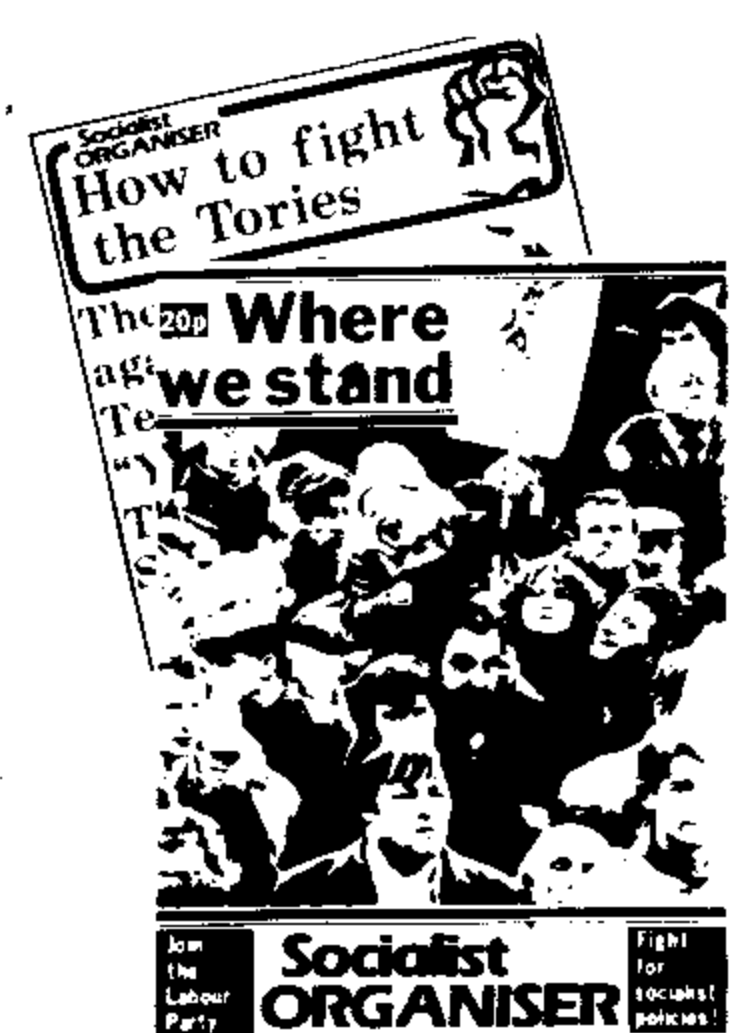 Socialist
ORGANISER
How to fight
the Tories
20p
Where
we stand
Join
the
Labour
Party
Socialist
ORGANISER
Fight
for
socialist
policies!